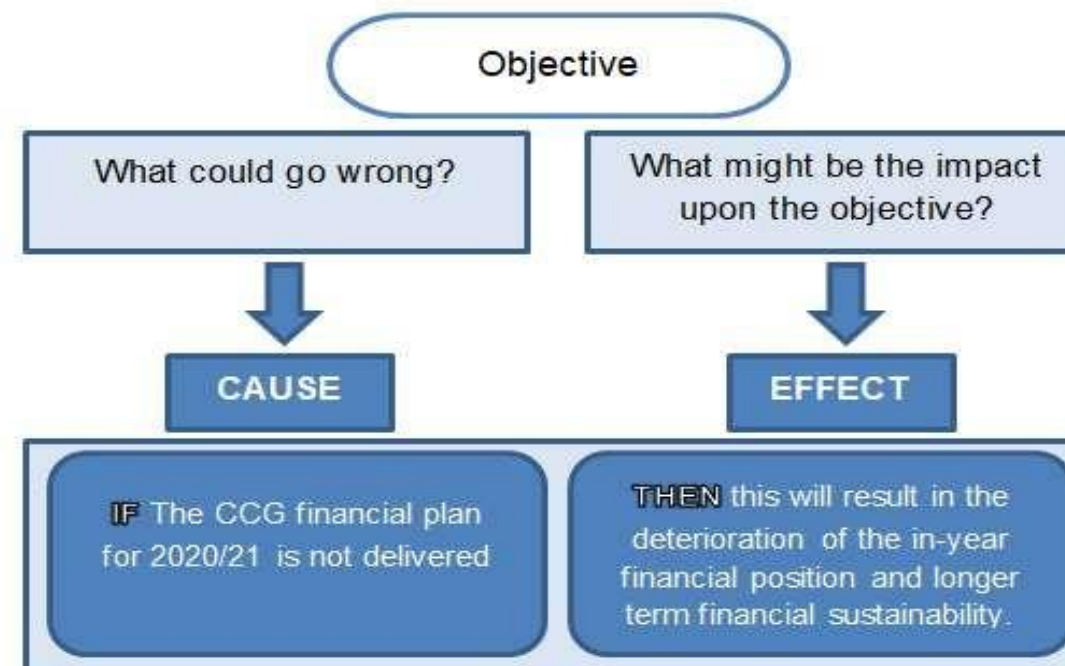 Objective
What could go wrong?
What might be the impact
upon the objective?
CAUSE
EFFECT
IF The CCG financial plan
for 2020/21 is not delivered
THEN this will result in the
deterioration of the in-year
financial position and longer
term financial sustainability.